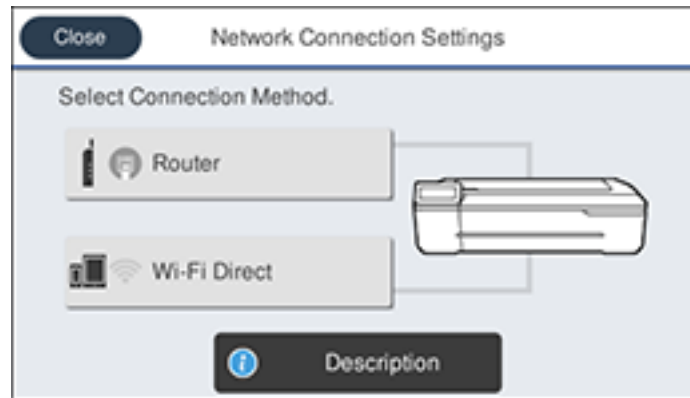 Close
Network Connection Settings
Select Connection Method.
Router
Wi-Fi Direct
Description